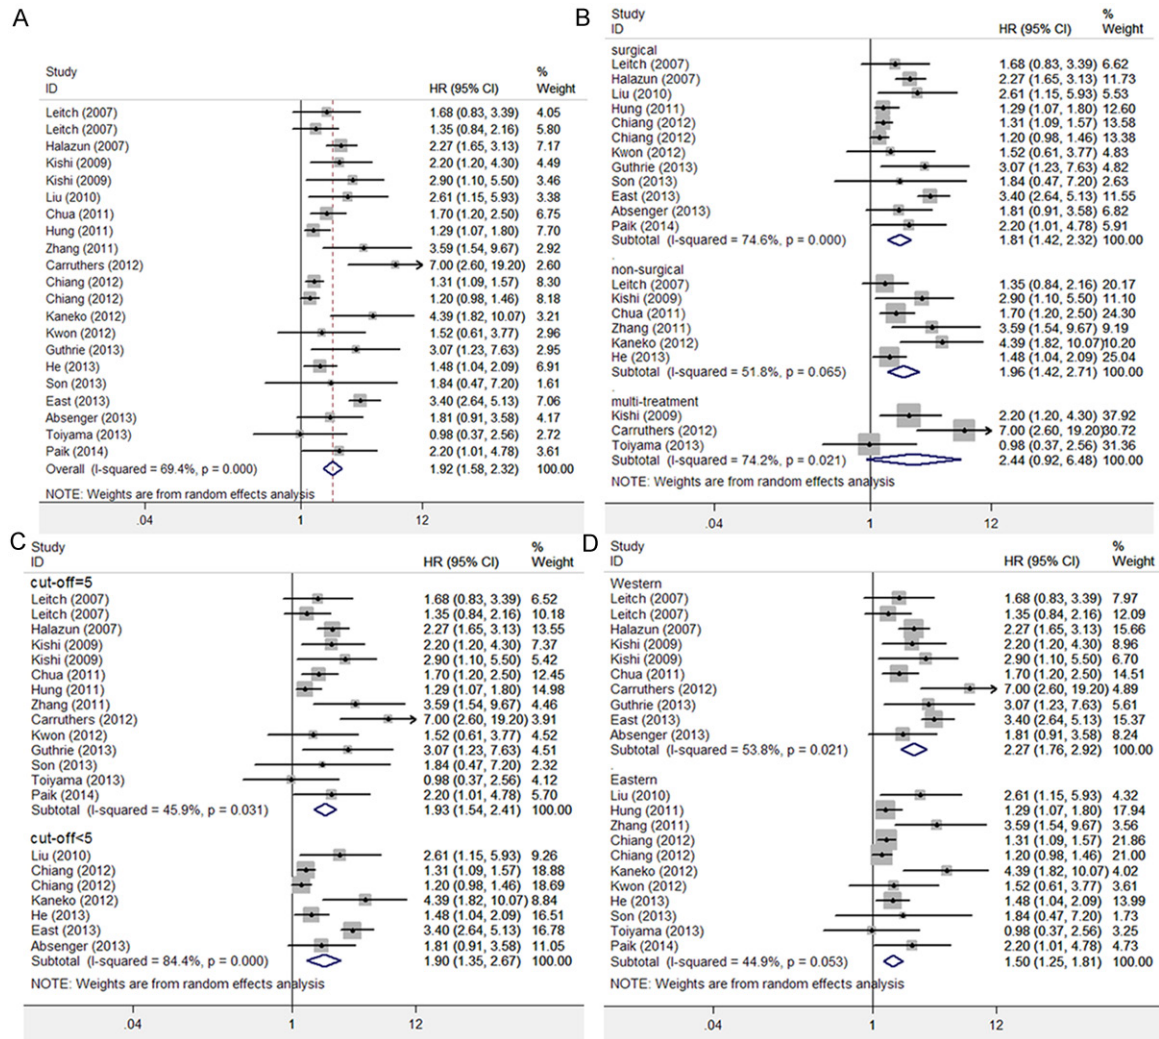 A
Study %
ID HR (95% CI) Weight
Leitch (2007) 1.68 (0.83, 3.39) 4.05
Leitch (2007) 1.35 (0.84, 2.16) 5.80
Halazun (2007) 2.27 (1.65, 3.13) 7.17
Kishi (2009) 2.20 (1.20, 4.30) 4.49
Kishi (2009) 2.90 (1.10, 5.50) 3.46
Liu (2010) 2.61 (1.15, 5.93) 3.38
Chua (2011) 1.70 (1.20, 2.50) 6.75
Hung (2011) 1.29 (1.07, 1.80) 7.70
Zhang (2011) 3.59 (1.54, 9.67) 2.92
Carruthers (2012) 7.00 (2.60, 19.20) 2.60
Chiang (2012) 1.31 (1.09, 1.57) 8.30
Chiang (2012) 1.20 (0.98, 1.46) 8.18
Kaneko (2012) 4.39 (1.82, 10.07) 3.21
Kwon (2012) 1.52 (0.61, 3.77) 2.96
Guthrie (2013) 3.07 (1.23, 7.63) 2.95
He (2013) 1.48 (1.04, 2.09) 6.91
Son (2013) 1.84 (0.47, 7.20) 1.61
East (2013) 3.40 (2.64, 5.13) 7.06
Absenger (2013) 1.81 (0.91, 3.58) 4.17
Toiyama (2013) 0.98 (0.37, 2.56) 2.72
Paik (2014) 2.20 (1.01, 4.78) 3.61
Overall (I-squared = 69.4%, p = 0.000) 1.92 (1.58, 2.32) 100.00
NOTE: Weights are from random effects analysis
.04 1 12
B
Study %
ID HR (95% CI) Weight
surgical
Leitch (2007) 1.68 (0.83, 3.39) 6.62
Halazun (2007) 2.27 (1.65, 3.13) 11.73
Liu (2010) 2.61 (1.15, 5.93) 5.53
Hung (2011) 1.29 (1.07, 1.80) 12.60
Chiang (2012) 1.31 (1.09, 1.57) 13.58
Chiang (2012) 1.20 (0.98, 1.46) 13.38
Kwon (2012) 1.52 (0.61, 3.77) 4.83
Guthrie (2013) 3.07 (1.23, 7.63) 4.82
Son (2013) 1.84 (0.47, 7.20) 2.63
East (2013) 3.40 (2.64, 5.13) 11.55
Absenger (2013) 1.81 (0.91, 3.58) 6.82
Paik (2014) 2.20 (1.01, 4.78) 5.91
Subtotal (I-squared = 74.6%, p = 0.000) 1.81 (1.42, 2.32) 100.00
.
non-surgical
Leitch (2007) 1.35 (0.84, 2.16) 20.17
Kishi (2009) 2.90 (1.10, 5.50) 11.10
Chua (2011) 1.70 (1.20, 2.50) 24.30
Zhang (2011) 3.59 (1.54, 9.67) 9.19
Kaneko (2012) 4.39 (1.82, 10.07) 10.20
He (2013) 1.48 (1.04, 2.09) 25.04
Subtotal (I-squared = 51.8%, p = 0.065) 1.96 (1.42, 2.71) 100.00
.
multi-treatment
Kishi (2009) 2.20 (1.20, 4.30) 37.92
Carruthers (2012) 7.00 (2.60, 19.20) 30.72
Toiyama (2013) 0.98 (0.37, 2.56) 31.36
Subtotal (I-squared = 74.2%, p = 0.021) 2.44 (0.92, 6.48) 100.00
.
NOTE: Weights are from random effects analysis
.04 1 12
C
Study %
ID HR (95% CI) Weight
cut-off=5
Leitch (2007) 1.68 (0.83, 3.39) 6.52
Leitch (2007) 1.35 (0.84, 2.16) 10.18
Halazun (2007) 2.27 (1.65, 3.13) 13.55
Kishi (2009) 2.20 (1.20, 4.30) 7.37
Kishi (2009) 2.90 (1.10, 5.50) 5.42
Chua (2011) 1.70 (1.20, 2.50) 12.45
Hung (2011) 1.29 (1.07, 1.80) 14.98
Zhang (2011) 3.59 (1.54, 9.67) 4.46
Carruthers (2012) 7.00 (2.60, 19.20) 3.91
Kwon (2012) 1.52 (0.61, 3.77) 4.52
Guthrie (2013) 3.07 (1.23, 7.63) 4.51
Son (2013) 1.84 (0.47, 7.20) 2.32
Toiyama (2013) 0.98 (0.37, 2.56) 4.12
Paik (2014) 2.20 (1.01, 4.78) 5.70
Subtotal (I-squared = 45.9%, p = 0.031) 1.93 (1.54, 2.41) 100.00
cut-off<5
Liu (2010) 2.61 (1.15, 5.93) 9.26
Chiang (2012) 1.31 (1.09, 1.57) 18.88
Chiang (2012) 1.20 (0.98, 1.46) 18.69
Kaneko (2012) 4.39 (1.82, 10.07) 8.84
He (2013) 1.48 (1.04, 2.09) 16.51
East (2013) 3.40 (2.64, 5.13) 16.78
Absenger (2013) 1.81 (0.91, 3.58) 11.05
Subtotal (I-squared = 84.4%, p = 0.000) 1.90 (1.35, 2.67) 100.00
NOTE: Weights are from random effects analysis
.04 1 12
D
Study %
ID HR (95% CI) Weight
Western
Leitch (2007) 1.68 (0.83, 3.39) 7.97
Leitch (2007) 1.35 (0.84, 2.16) 12.09
Halazun (2007) 2.27 (1.65, 3.13) 15.66
Kishi (2009) 2.20 (1.20, 4.30) 8.96
Kishi (2009) 2.90 (1.10, 5.50) 6.70
Chua (2011) 1.70 (1.20, 2.50) 14.51
Carruthers (2012) 7.00 (2.60, 19.20) 4.89
Guthrie (2013) 3.07 (1.23, 7.63) 5.61
East (2013) 3.40 (2.64, 5.13) 15.37
Absenger (2013) 1.81 (0.91, 3.58) 8.24
Subtotal (I-squared = 53.8%, p = 0.021) 2.27 (1.76, 2.92) 100.00
.
Eastern
Liu (2010) 2.61 (1.15, 5.93) 4.32
Hung (2011) 1.29 (1.07, 1.80) 17.94
Zhang (2011) 3.59 (1.54, 9.67) 3.56
Chiang (2012) 1.31 (1.09, 1.57) 21.86
Chiang (2012) 1.20 (0.98, 1.46) 21.00
Kaneko (2012) 4.39 (1.82, 10.07) 4.02
Kwon (2012) 1.52 (0.61, 3.77) 3.61
He (2013) 1.48 (1.04, 2.09) 13.99
Son (2013) 1.84 (0.47, 7.20) 1.73
Toiyama (2013) 0.98 (0.37, 2.56) 3.25
Paik (2014) 2.20 (1.01, 4.78) 4.73
Subtotal (I-squared = 44.9%, p = 0.053) 1.50 (1.25, 1.81) 100.00
NOTE: Weights are from random effects analysis
.04 1 12